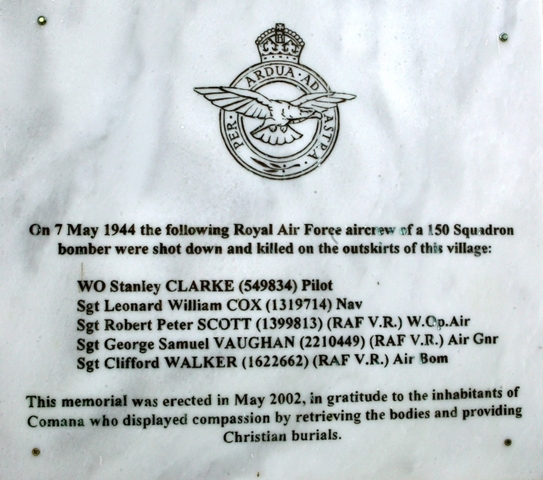 PER · ARDUA · AD ASTRA
On 7 May 1944 the following Royal Air Force aircrew of a 150 Squadron
bomber were shot down and killed on the outskirts of this village:
WO Stanley CLARKE (549834) Pilot
Sgt Leonard William COX (1319714) Nav
Sgt Robert Peter SCOTT (1399813) (RAF V.R.) W.Op.Air
Sgt George Samuel VAUGHAN (2210449) (RAF V.R.) Air Gnr
Sgt Clifford WALKER (1622662) (RAF V.R.) Air Bom
This memorial was erected in May 2002, in gratitude to the inhabitants of
Comana who displayed compassion by retrieving the bodies and providing
Christian burials.